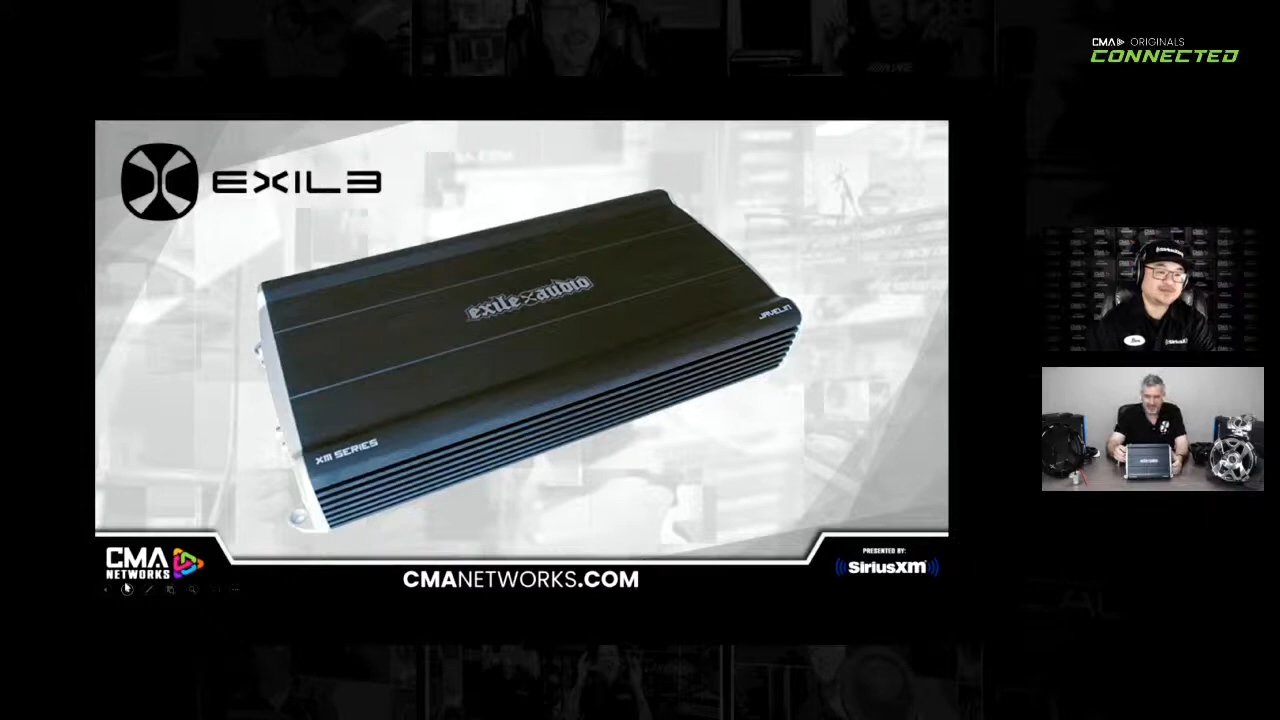 CMA ORIGINALS
CONNECTED
EXILE
exile audio
JAVELIN
XM SERIES
CMA
NETWORKS
CMANETWORKS.COM
PRESENTED BY:
SiriusXM